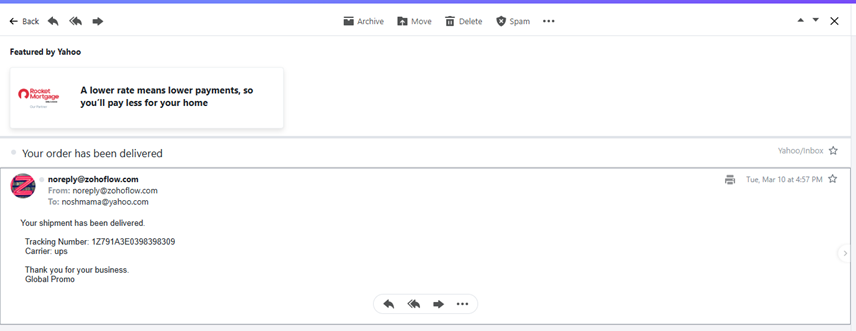 Back
Archive
Move
Delete
Spam
Featured by Yahoo
Rocket
Mortgage
A lower rate means lower payments, so
you'll pay less for your home
Your order has been delivered
Yahoo/Inbox
noreply@zohoflow.com
Tue, Mar 10 at 4:57 PM
From: noreply@zohoflow.com
To: noshmama@yahoo.com
Your shipment has been delivered.
Tracking Number: 1Z791A3E0398398309
Carrier: ups
Thank you for your business.
Global Promo